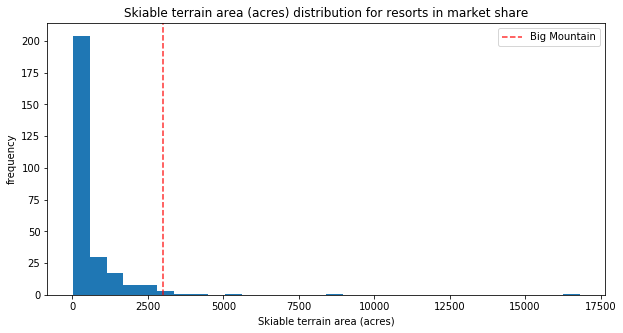 Skiable terrain area (acres) distribution for resorts in market share
Big Mountain
frequency
200
175
150
125
100
75
50
25
0
0 2500 5000 7500 10000 12500 15000 17500
Skiable terrain area (acres)